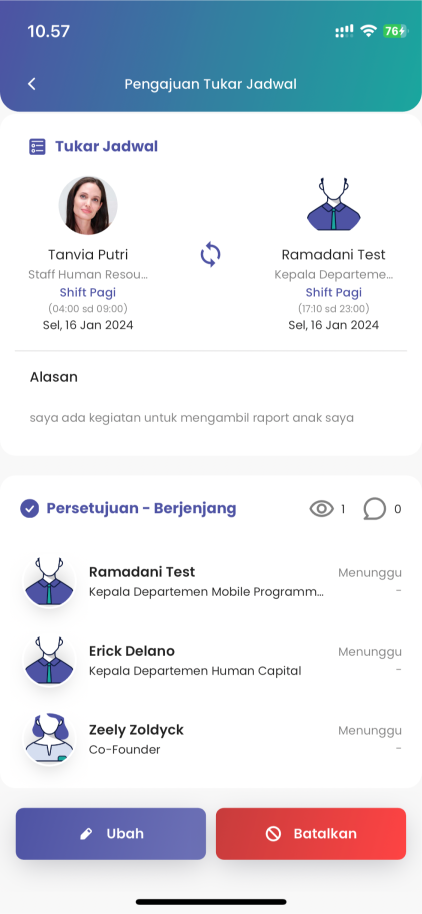 10.57
76
Pengajuan Tukar Jadwal
Tukar Jadwal
Tanvia Putri
Staff Human Resou...
Shift Pagi
(04:00 sd 09:00)
Sel, 16 Jan 2024
Ramadani Test
Kepala Departeme...
Shift Pagi
(17:10 sd 23:00)
Sel, 16 Jan 2024
Alasan
saya ada kegiatan untuk mengambil raport anak saya
Persetujuan - Berjenjang
1
0
Ramadani Test
Menunggu
Kepala Departemen Mobile Programm...
-
Erick Delano
Menunggu
Kepala Departemen Human Capital
-
Zeely Zoldyck
Menunggu
Co-Founder
-
Ubah
Batalkan